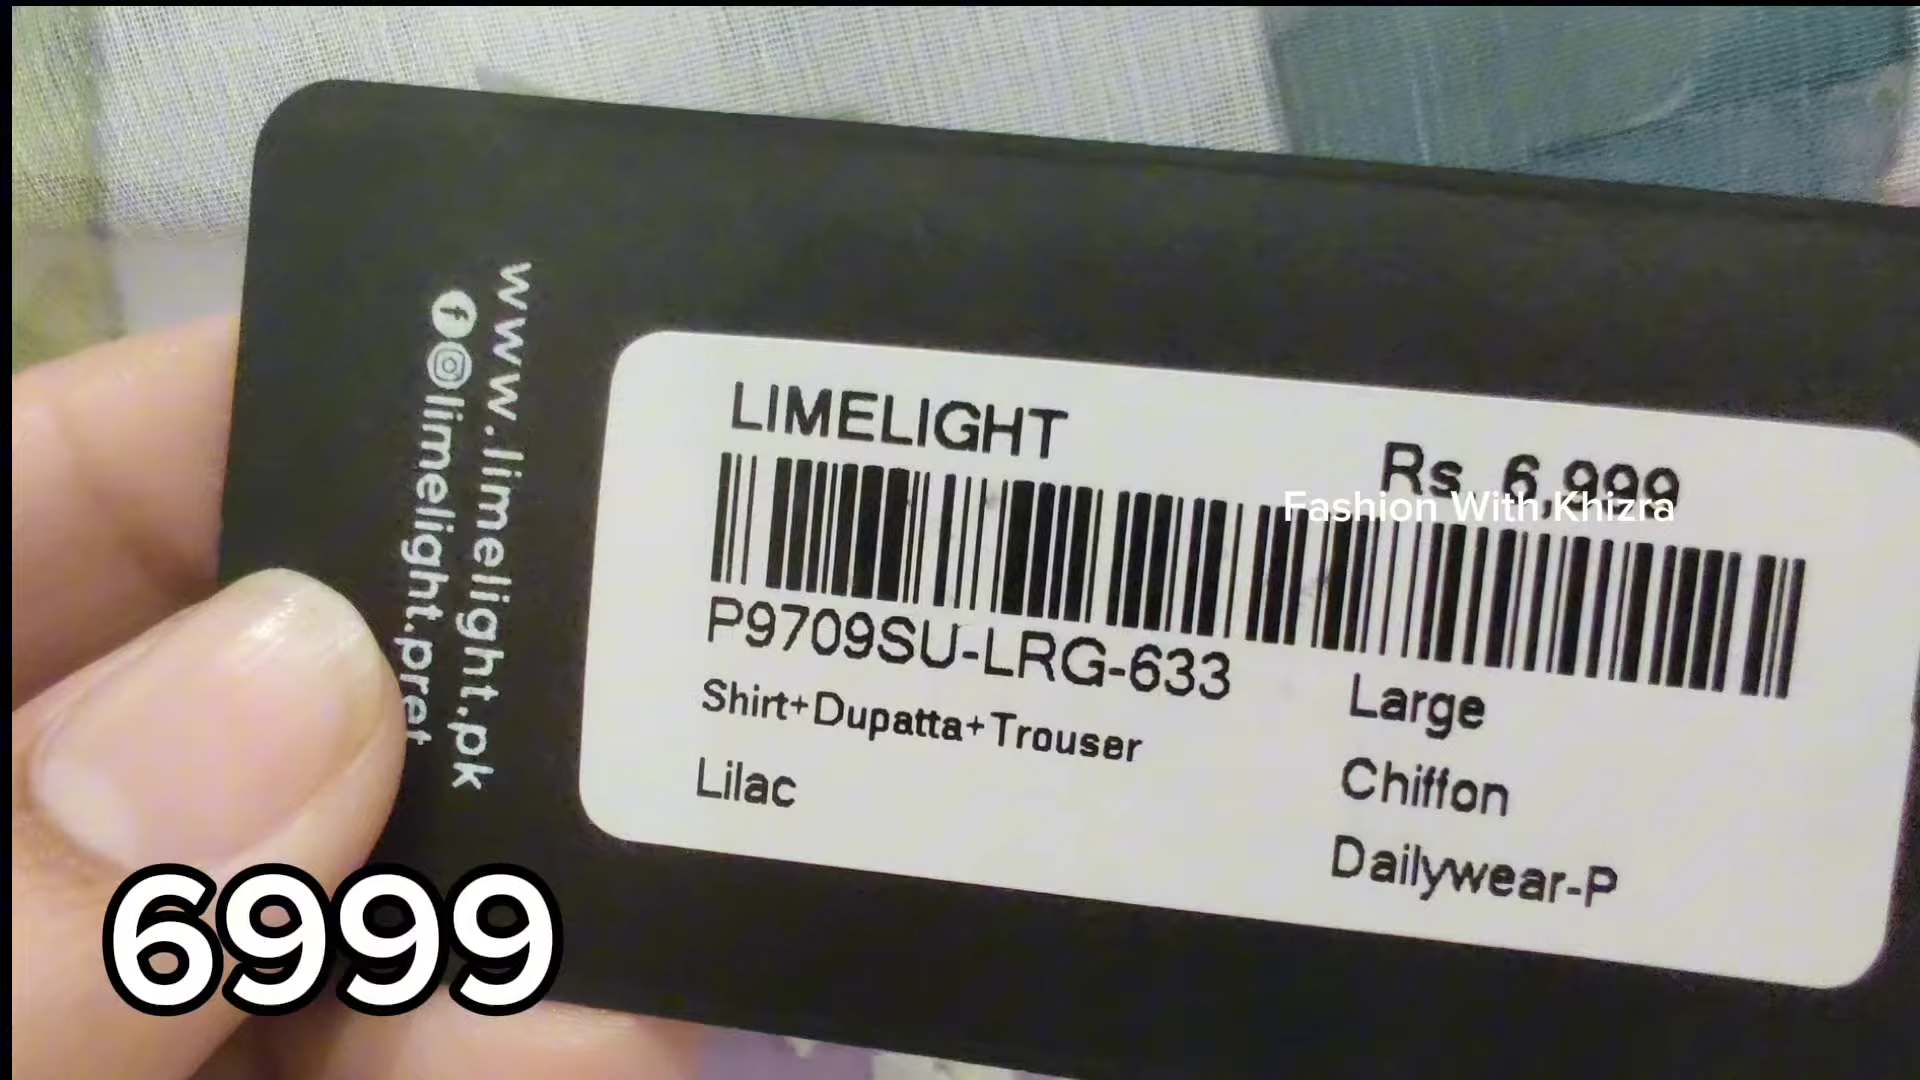 www.limelight.pk
limelight.pret
LIMELIGHT
Rs. 6,999
Fashion With Khizra
P9709SU-LRG-633
Large
Shirt+Dupatta+Trouser
Chiffon
Lilac
Dailywear-P
6999